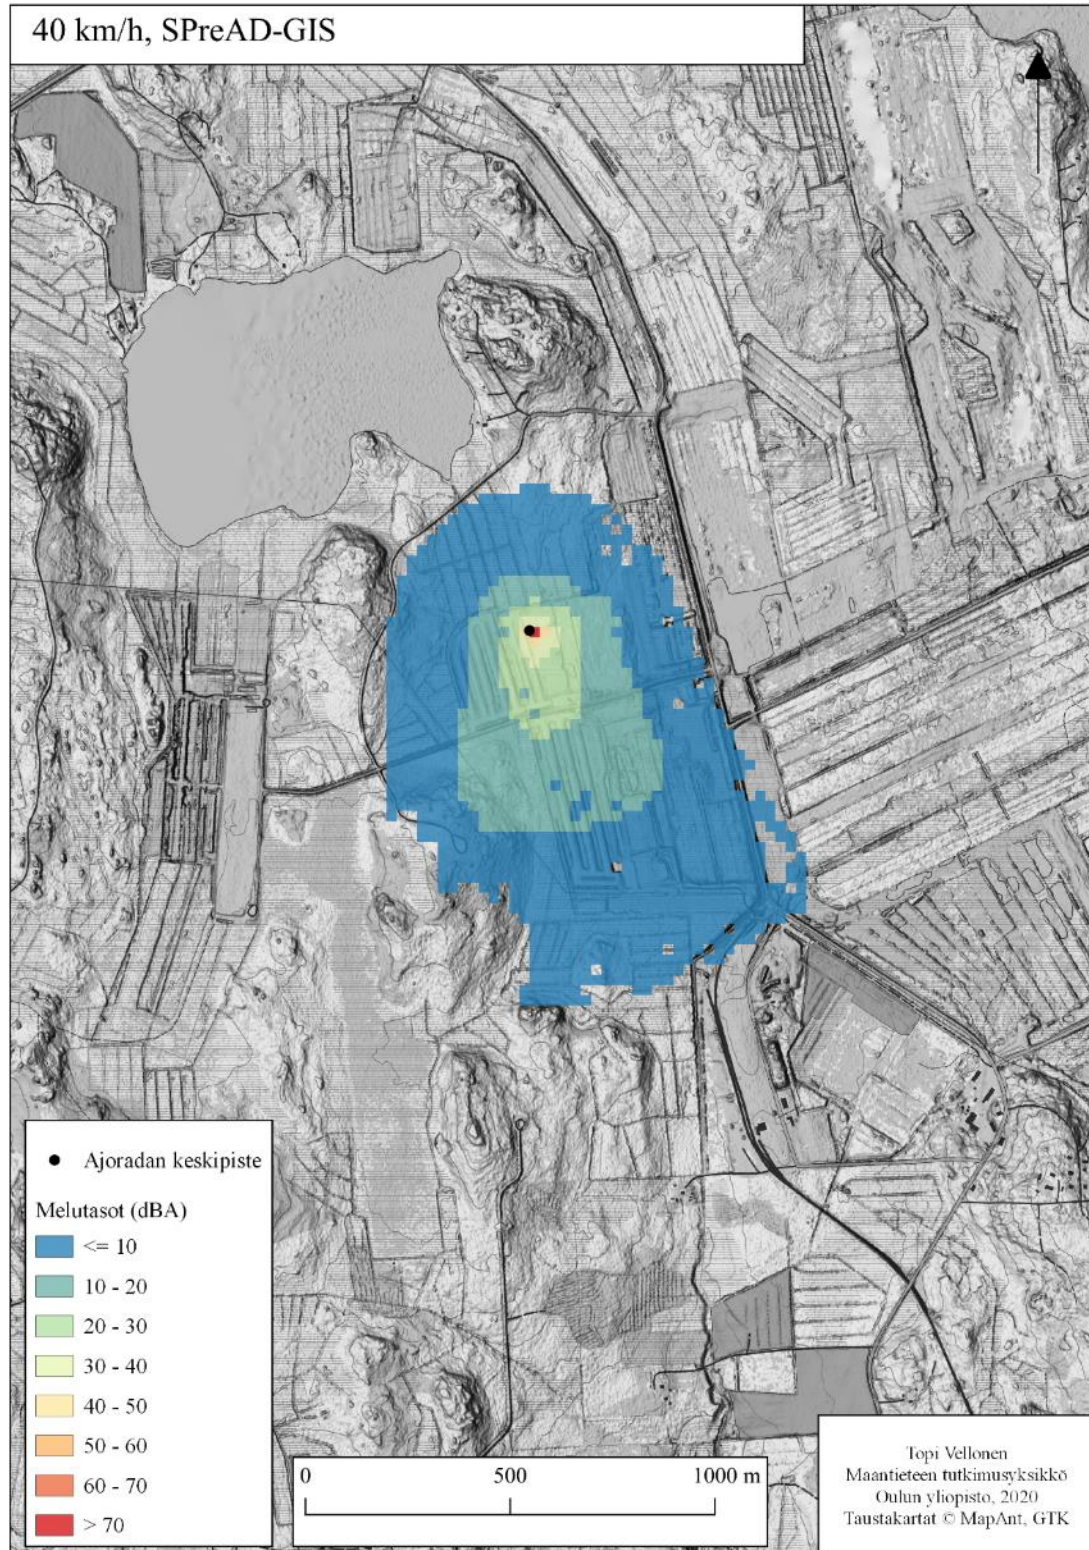 40 km/h, SPreAD-GIS
Ajoradan keskipiste
Melutasot (dBA)
<= 10
10 - 20
20 - 30
30 - 40
40 - 50
50 - 60
60 - 70
> 70
0 500 1000 m
Topi Vellonen
Maantieteen tutkimusyksikkö
Oulun yliopisto, 2020
Taustakartat © MapAnt, GTK